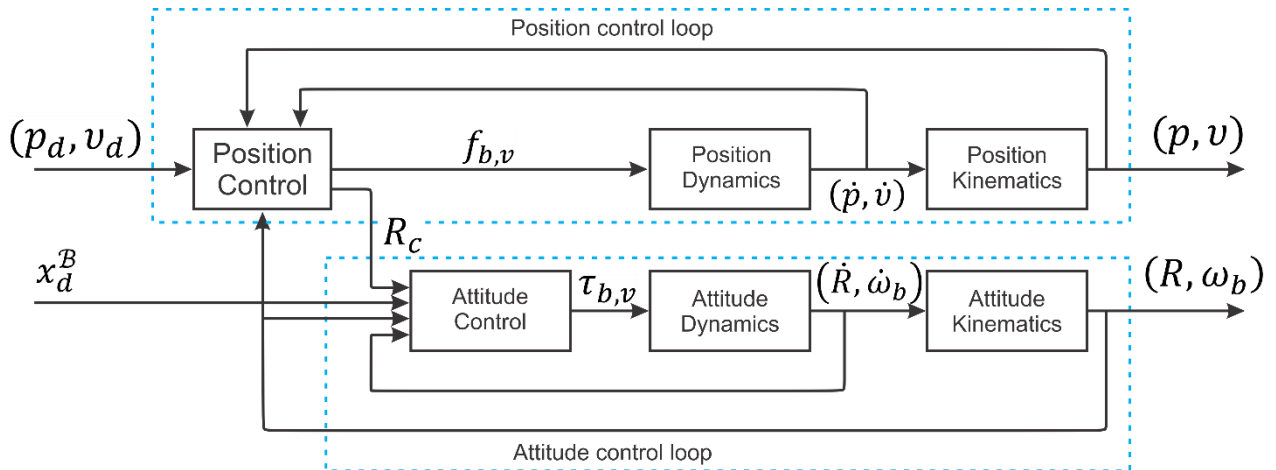 Position control loop
(p_d, υ_d)
Position
Control
f_{b,v}
Position
Dynamics
(ṗ, υ̇)
Position
Kinematics
(p, υ)
R_c
x_d^ℬ
Attitude
Control
τ_{b,v}
Attitude
Dynamics
(Ṙ, ω̇_b)
Attitude
Kinematics
(R, ω_b)
Attitude control loop